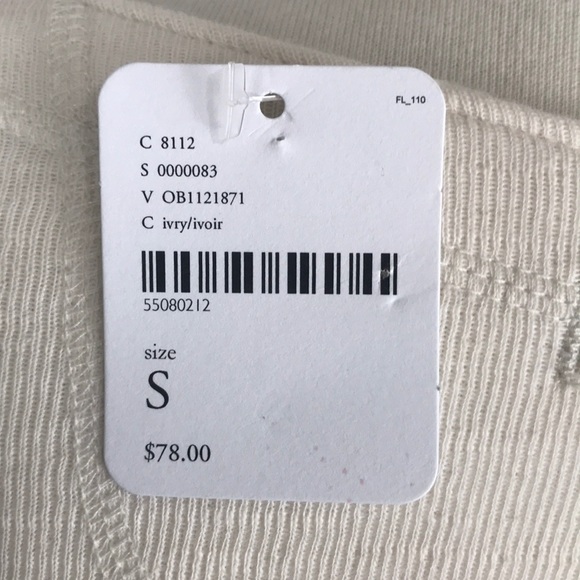 FL_110
C 8112
S 0000083
V OB1121871
C ivry/ivoir
55080212
size
S
$78.00